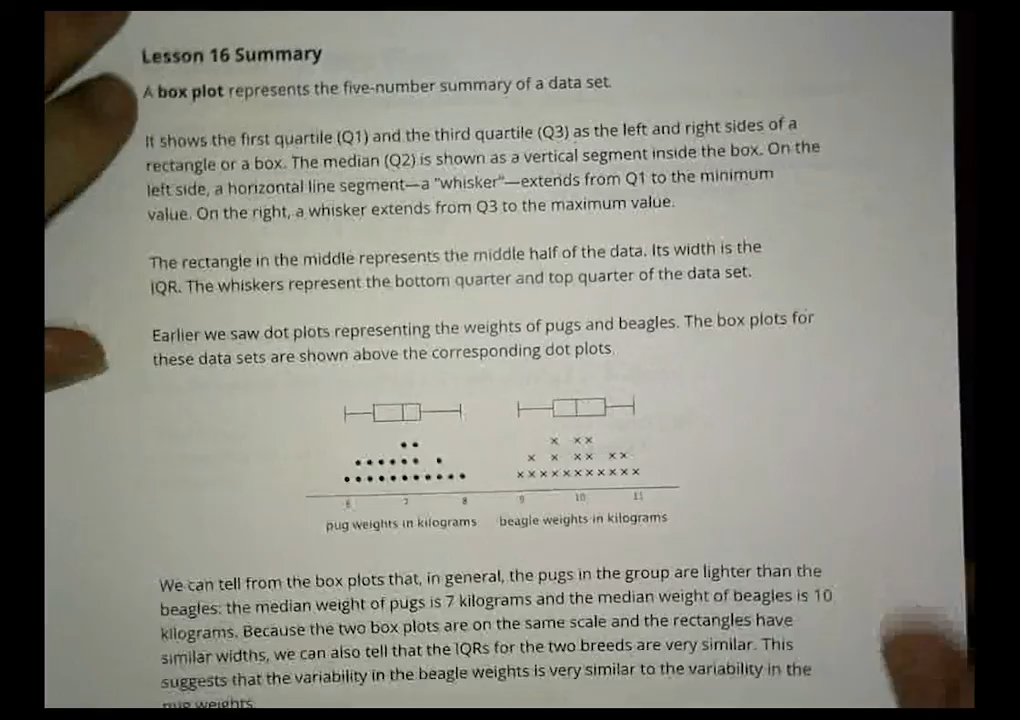 Lesson 16 Summary
A box plot represents the five-number summary of a data set.
It shows the first quartile (Q1) and the third quartile (Q3) as the left and right sides of a
rectangle or a box. The median (Q2) is shown as a vertical segment inside the box. On the
left side, a horizontal line segment—a "whisker"—extends from Q1 to the minimum
value. On the right, a whisker extends from Q3 to the maximum value.
The rectangle in the middle represents the middle half of the data. Its width is the
IQR. The whiskers represent the bottom quarter and top quarter of the data set.
Earlier we saw dot plots representing the weights of pugs and beagles. The box plots for
these data sets are shown above the corresponding dot plots.
6 7 8 9 10 11
pug weights in kilograms beagle weights in kilograms
We can tell from the box plots that, in general, the pugs in the group are lighter than the
beagles: the median weight of pugs is 7 kilograms and the median weight of beagles is 10
kilograms. Because the two box plots are on the same scale and the rectangles have
similar widths, we can also tell that the IQRs for the two breeds are very similar. This
suggests that the variability in the beagle weights is very similar to the variability in the
pug weights.